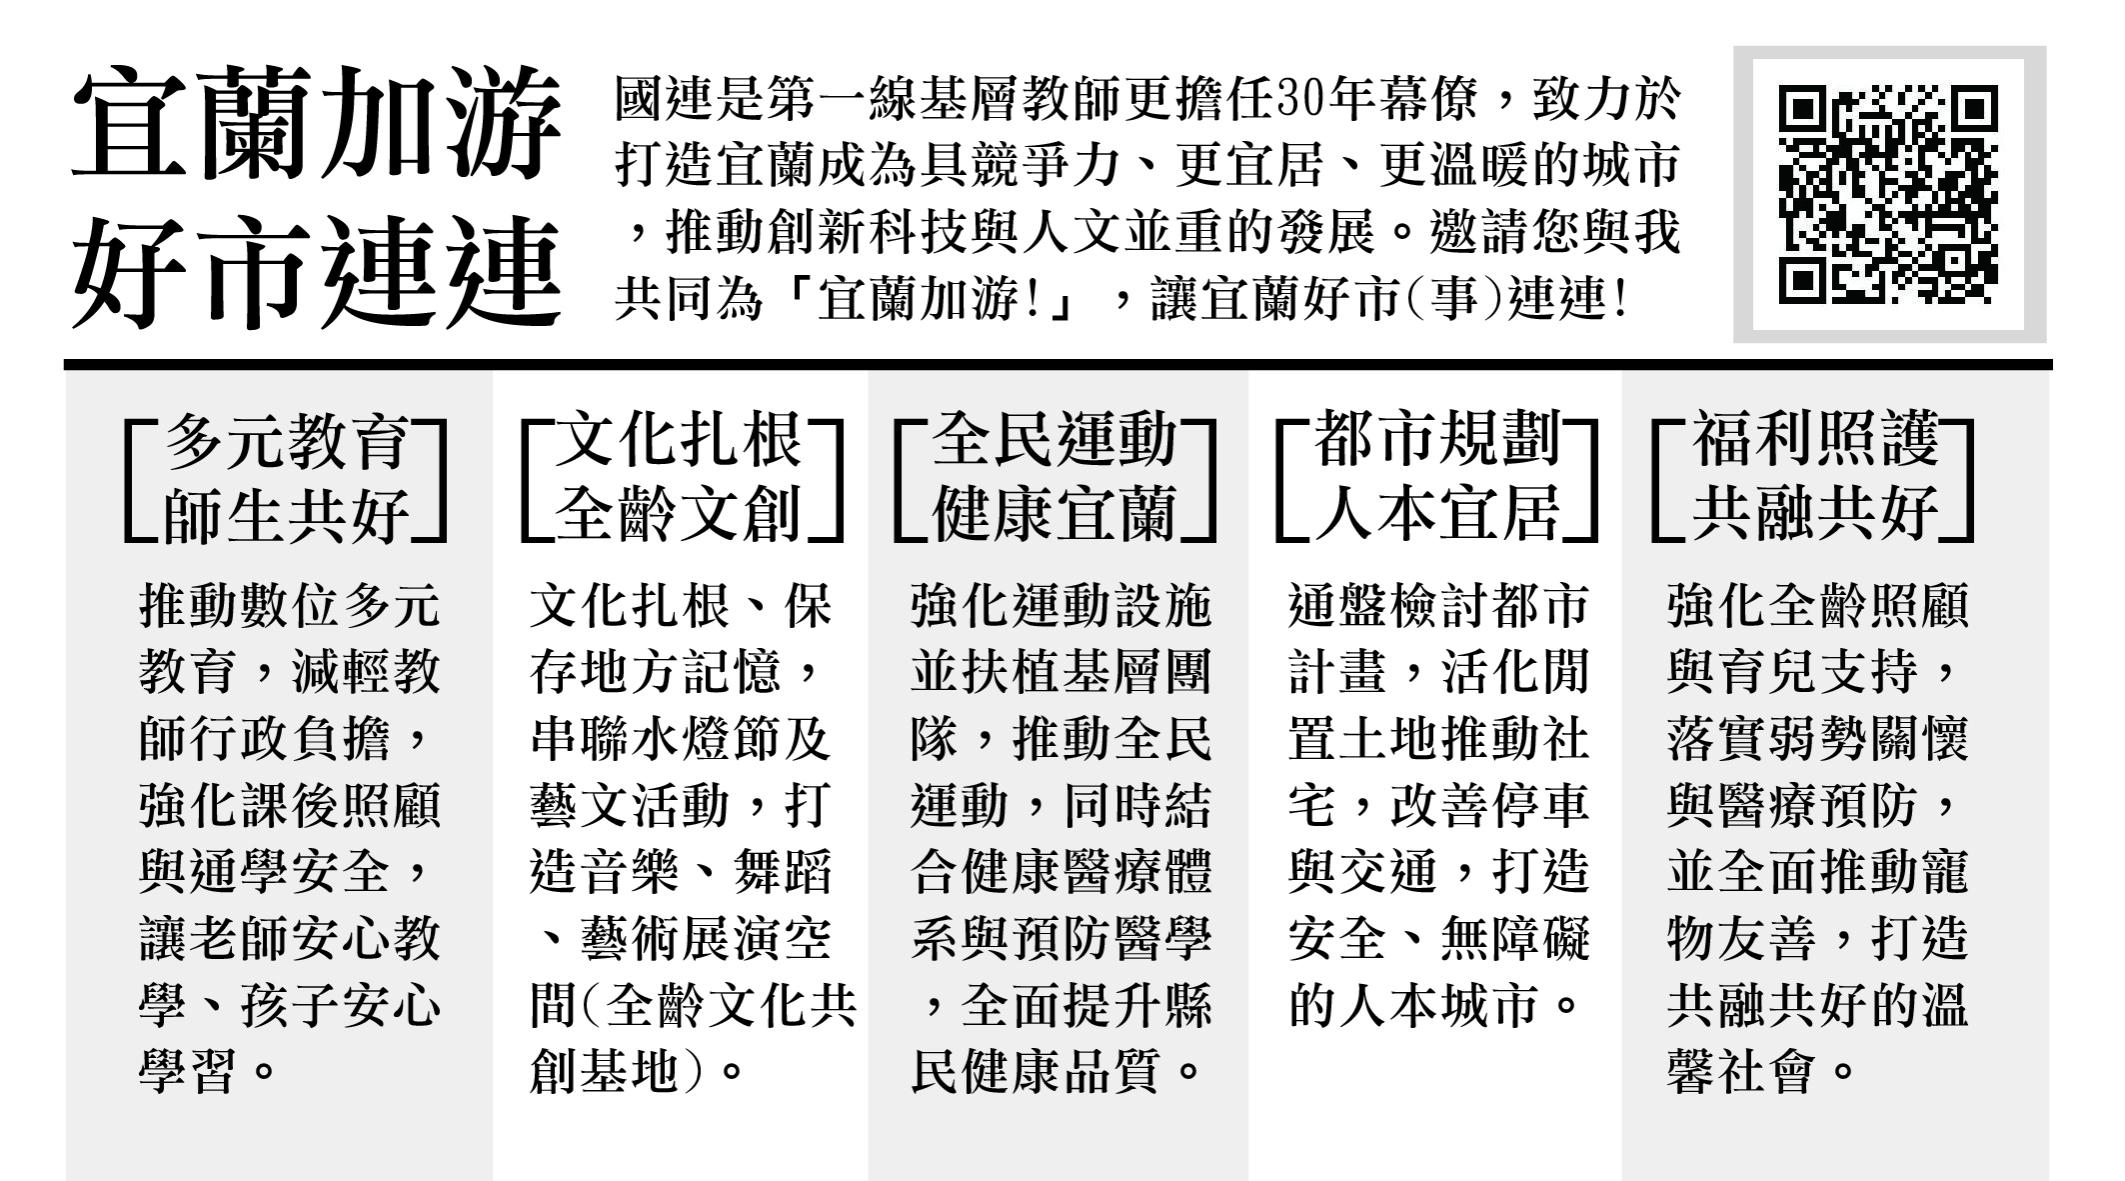 宜蘭加游
好市連連
國連是第一線基層教師更擔任30年幕僚，致力於
打造宜蘭成為具競爭力、更宜居、更溫暖的城市
，推動創新科技與人文並重的發展。邀請您與我
共同為「宜蘭加游!」，讓宜蘭好市(事)連連!
多元教育
師生共好
推動數位多元
教育，減輕教
師行政負擔，
強化課後照顧
與通學安全，
讓老師安心教
學、孩子安心
學習。
文化扎根
全齡文創
文化扎根、保
存地方記憶，
串聯水燈節及
藝文活動，打
造音樂、舞蹈
、藝術展演空
間(全齡文化共
創基地)。
全民運動
健康宜蘭
強化運動設施
並扶植基層團
隊，推動全民
運動，同時結
合健康醫療體
系與預防醫學
，全面提升縣
民健康品質。
都市規劃
人本宜居
通盤檢討都市
計畫，活化閒
置土地推動社
宅，改善停車
與交通，打造
安全、無障礙
的人本城市。
福利照護
共融共好
強化全齡照顧
與育兒支持，
落實弱勢關懷
與醫療預防，
並全面推動寵
物友善，打造
共融共好的溫
馨社會。